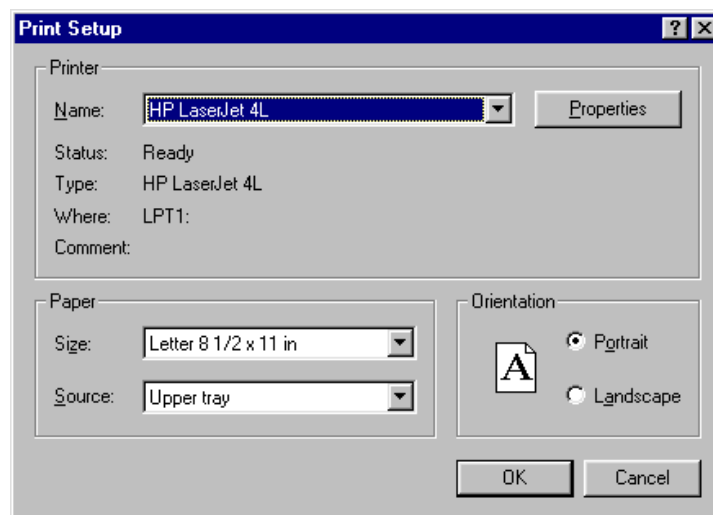 Print Setup
Printer
Name: HP LaserJet 4L Properties
Status: Ready
Type: HP LaserJet 4L
Where: LPT1:
Comment:
Paper
Size: Letter 8 1/2 x 11 in
Source: Upper tray
Orientation
A
Portrait
Landscape
OK Cancel